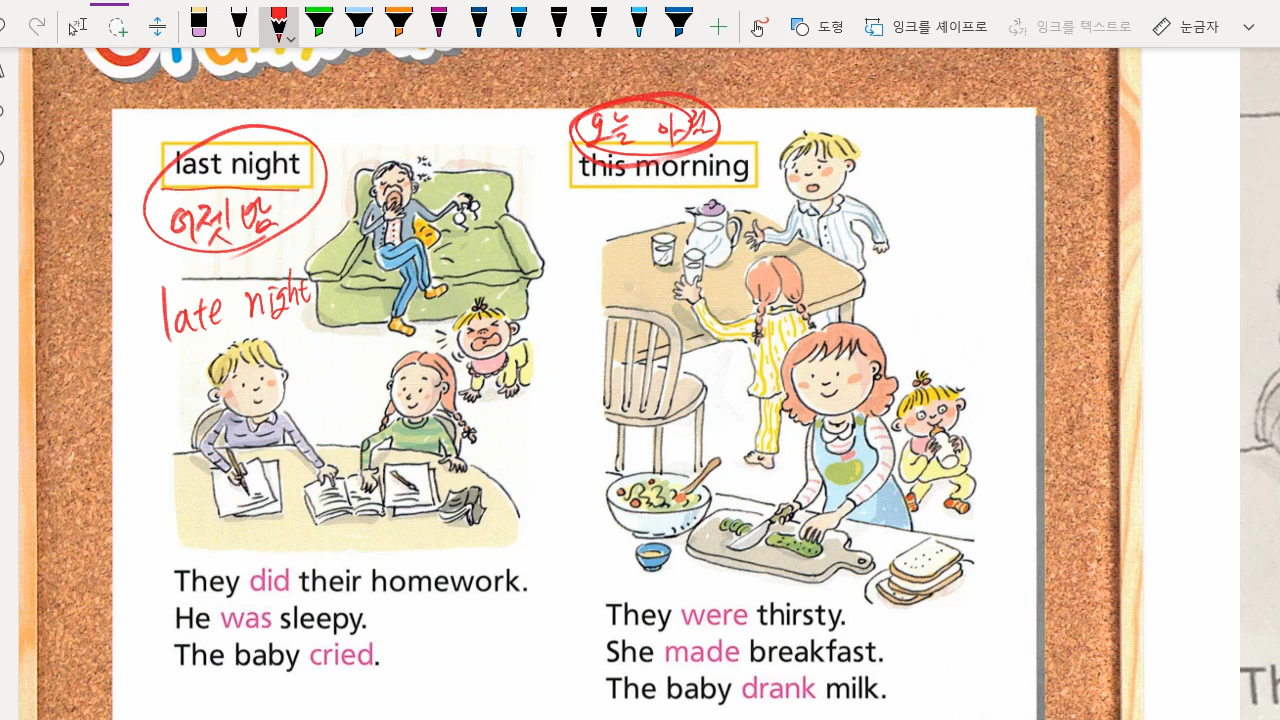 도형
잉크를 셰이프로
잉크를 텍스트로
눈금자
last night
어젯 밤
late night
오늘 아침
this morning
They did their homework.
He was sleepy.
The baby cried.
They were thirsty.
She made breakfast.
The baby drank milk.
Th